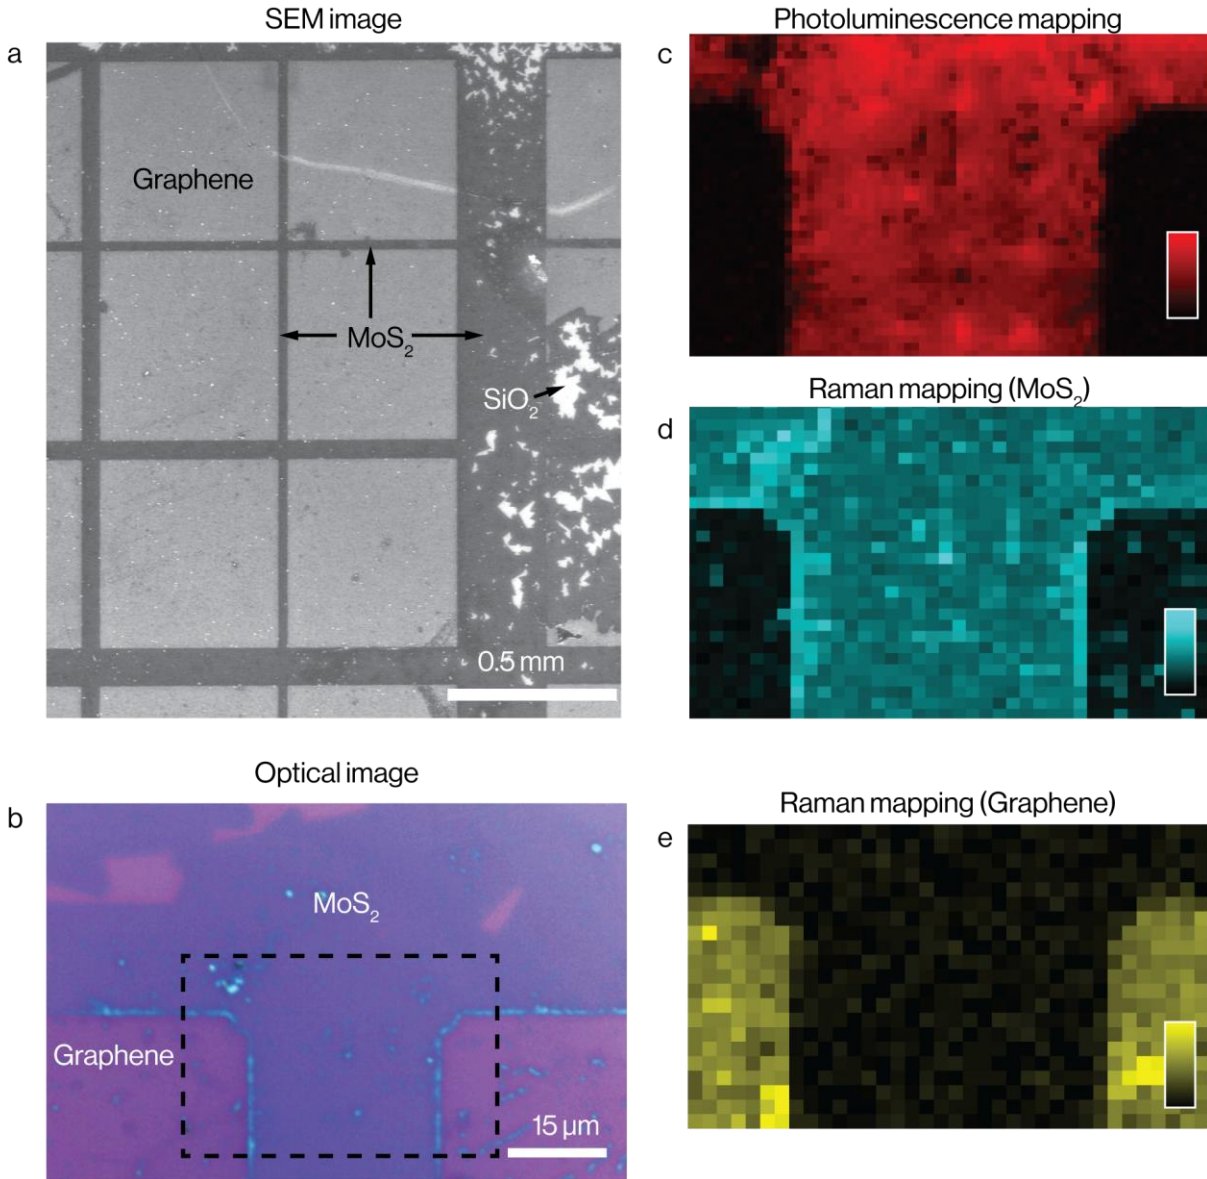 SEM image
a
Graphene
MoS₂
SiO₂
0.5 mm
Optical image
b
MoS₂
Graphene
15 µm
Photoluminescence mapping
c
Raman mapping (MoS₂)
d
Raman mapping (Graphene)
e